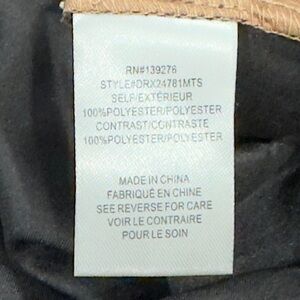 RN#139276
STYLE#DRX24781MTS
SELF/EXTÉRIEUR
100%POLYESTER/POLYESTER
CONTRAST/CONTRASTE
100%POLYESTER/POLYESTER
MADE IN CHINA
FABRIQUÉ EN CHINE
SEE REVERSE FOR CARE
VOIR LE CONTRAIRE
POUR LE SOIN